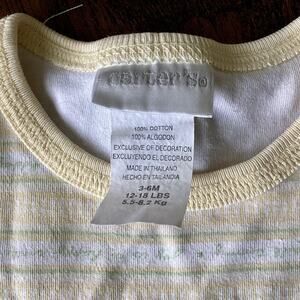 carter's®
100% COTTON
100% ALGODON
EXCLUSIVE OF DECORATION
EXCLUYENDO EL DECORADO
MADE IN THAILAND
HECHO EN TAILANDIA
3-6M
12-18 LBS
5.5-8.2 Kg